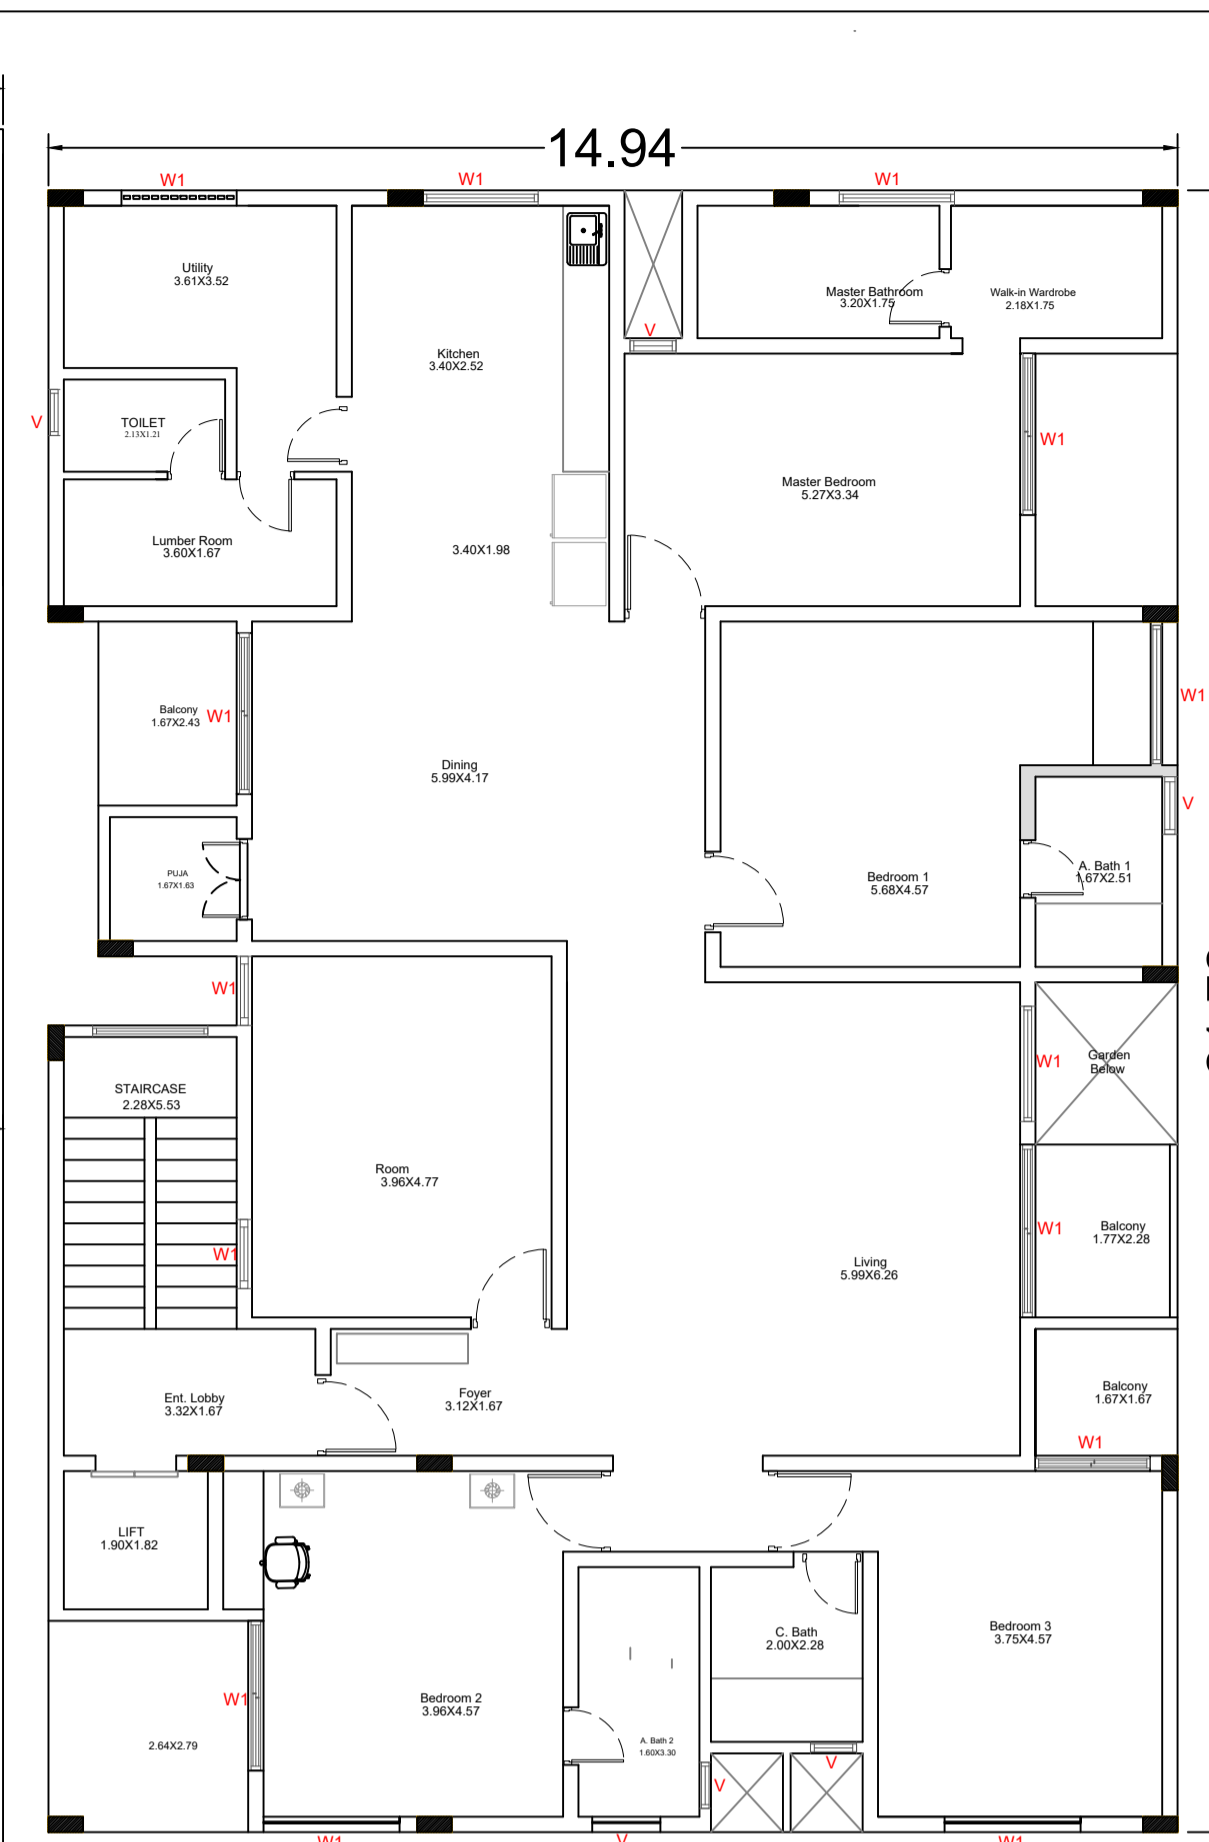 14.94
W1
W1
W1
Utility
3.61X3.52
Master Bathroom
3.20X1.75
Walk-in Wardrobe
2.18X1.75
V
Kitchen
3.40X2.52
V
TOILET
2.13X1.21
W1
Master Bedroom
5.27X3.34
Lumber Room
3.60X1.67
3.40X1.98
Balcony
1.67X2.43
W1
W1
Dining
5.99X4.17
V
PUJA
1.67X1.63
Bedroom 1
5.68X4.57
A. Bath 1
1.67X2.51
W1
STAIRCASE
2.28X5.53
W1
Garden
Below
Room
3.96X4.77
W1
W1
Balcony
1.77X2.28
Living
5.99X6.26
Ent. Lobby
3.32X1.67
Foyer
3.12X1.67
Balcony
1.67X1.67
W1
LIFT
1.90X1.82
C. Bath
2.00X2.28
Bedroom 3
3.75X4.57
W1
Bedroom 2
3.96X4.57
2.64X2.79
A. Bath 2
1.60X3.30
V
V
W1
V
W1